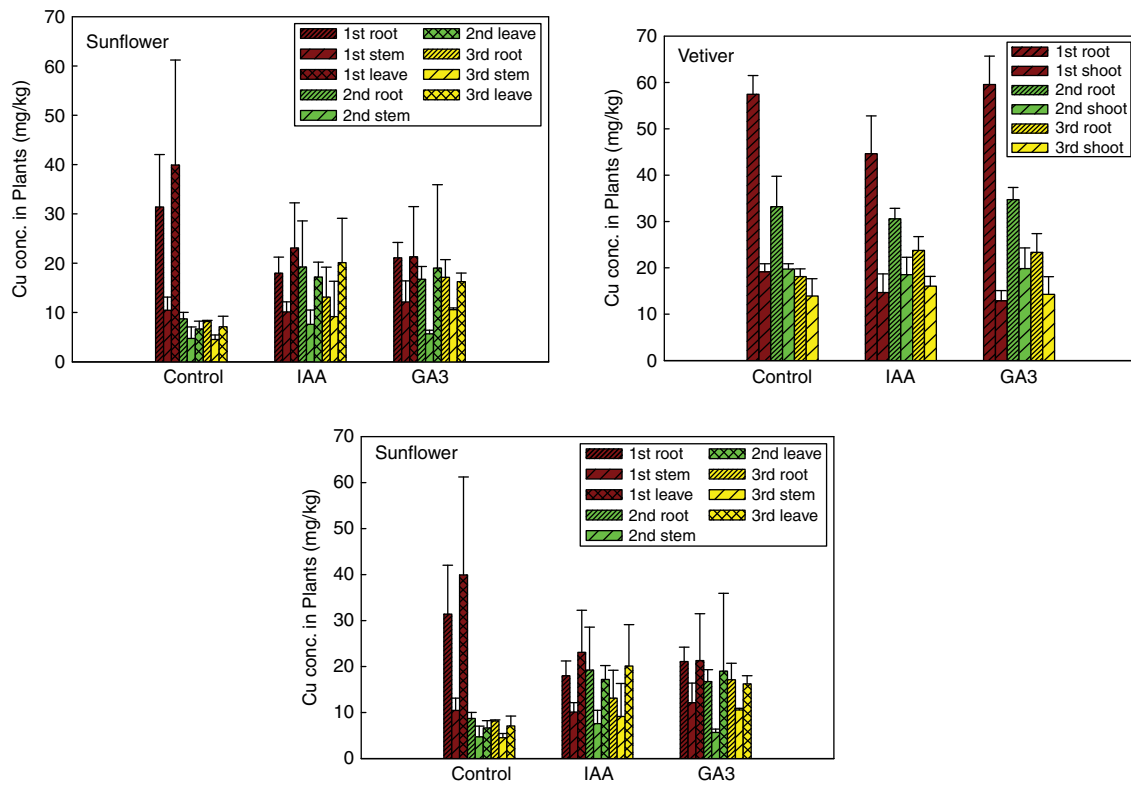 70
60
50
40
30
20
10
0
Cu conc. in Plants (mg/kg)
Sunflower
1st root
1st stem
1st leave
2nd root
2nd stem
2nd leave
3rd root
3rd stem
3rd leave
Control IAA GA3
70
60
50
40
30
20
10
0
Cu conc. in Plants (mg/kg)
Vetiver
1st root
1st shoot
2nd root
2nd shoot
3rd root
3rd shoot
Control IAA GA3
70
60
50
40
30
20
10
0
Cu conc. in Plants (mg/kg)
Sunflower
1st root
1st stem
1st leave
2nd root
2nd stem
2nd leave
3rd root
3rd stem
3rd leave
Control IAA GA3